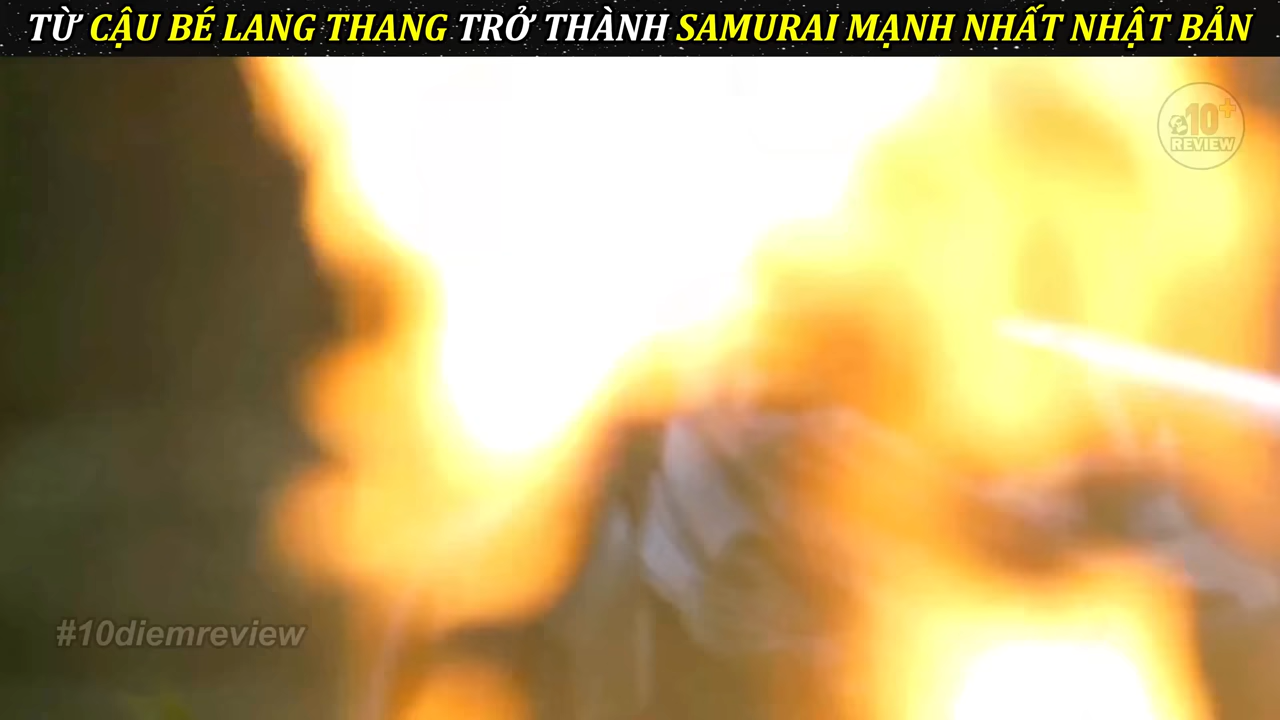 TỪ CẬU BÉ LANG THANG TRỞ THÀNH SAMURAI MẠNH NHẤT NHẬT BẢN
10+
REVIEW
#10diemreview